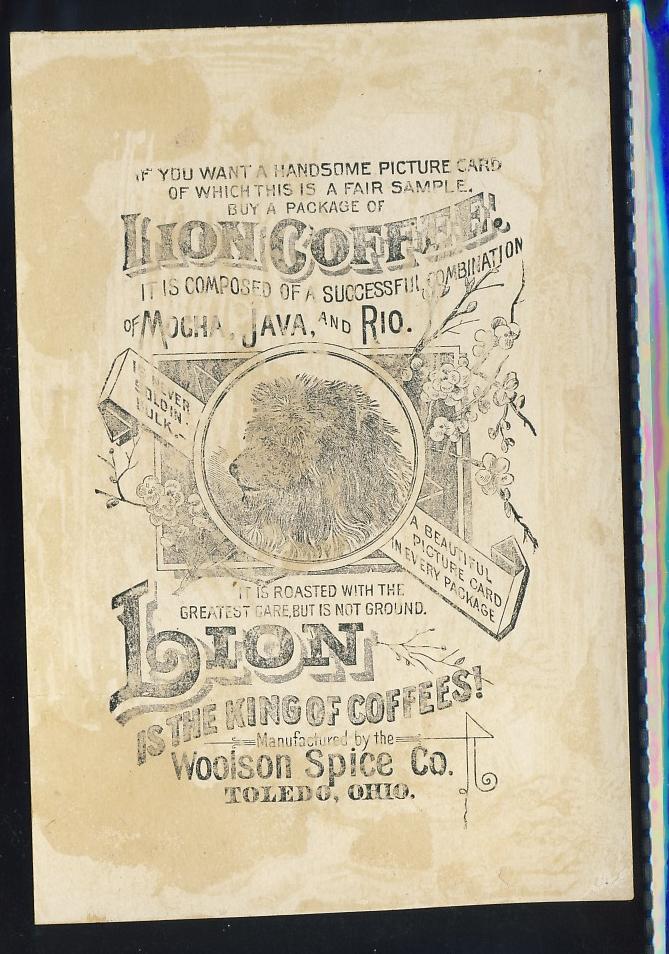 IF YOU WANT A HANDSOME PICTURE CARD
OF WHICH THIS IS A FAIR SAMPLE.
BUY A PACKAGE OF
LION COFFEE!
IT IS COMPOSED OF A SUCCESSFUL COMBINATION
OF MOCHA, JAVA, AND RIO.
IS NEVER
SOLD IN
BULK.
A BEAUTIFUL
PICTURE CARD
IN EVERY PACKAGE
IT IS ROASTED WITH THE
GREATEST CARE, BUT IS NOT GROUND.
LION
IS THE KING OF COFFEES!
Manufactured by the
Woolson Spice Co.
TOLEDO, OHIO.